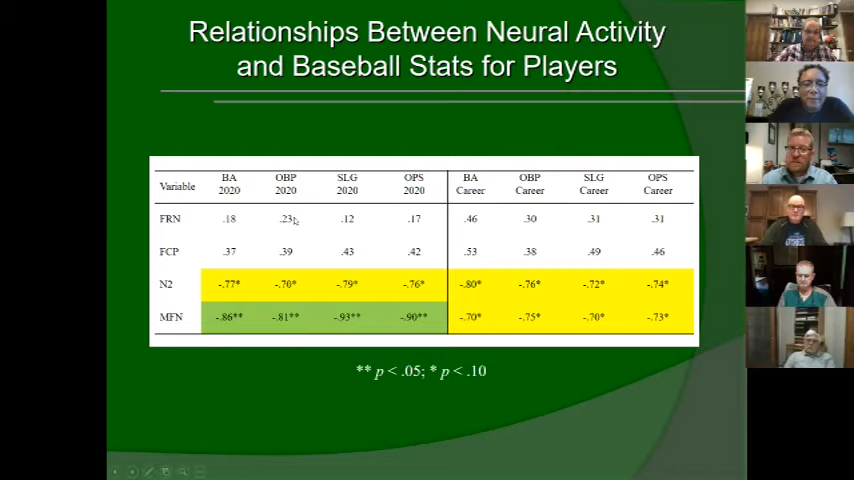 Relationships Between Neural Activity
and Baseball Stats for Players
Variable BA 2020 OBP 2020 SLG 2020 OPS 2020 BA Career OBP Career SLG Career OPS Career
FRN .18 .23 .12 .17 .46 .30 .31 .31
FCP .37 .39 .43 .42 .53 .38 .49 .46
N2 -.77* -.70* -.79* -.76* -.80* -.76* -.72* -.74*
MFN -.86** -.81** -.93** -.90** -.70* -.75* -.70* -.73*
** p < .05; * p < .10